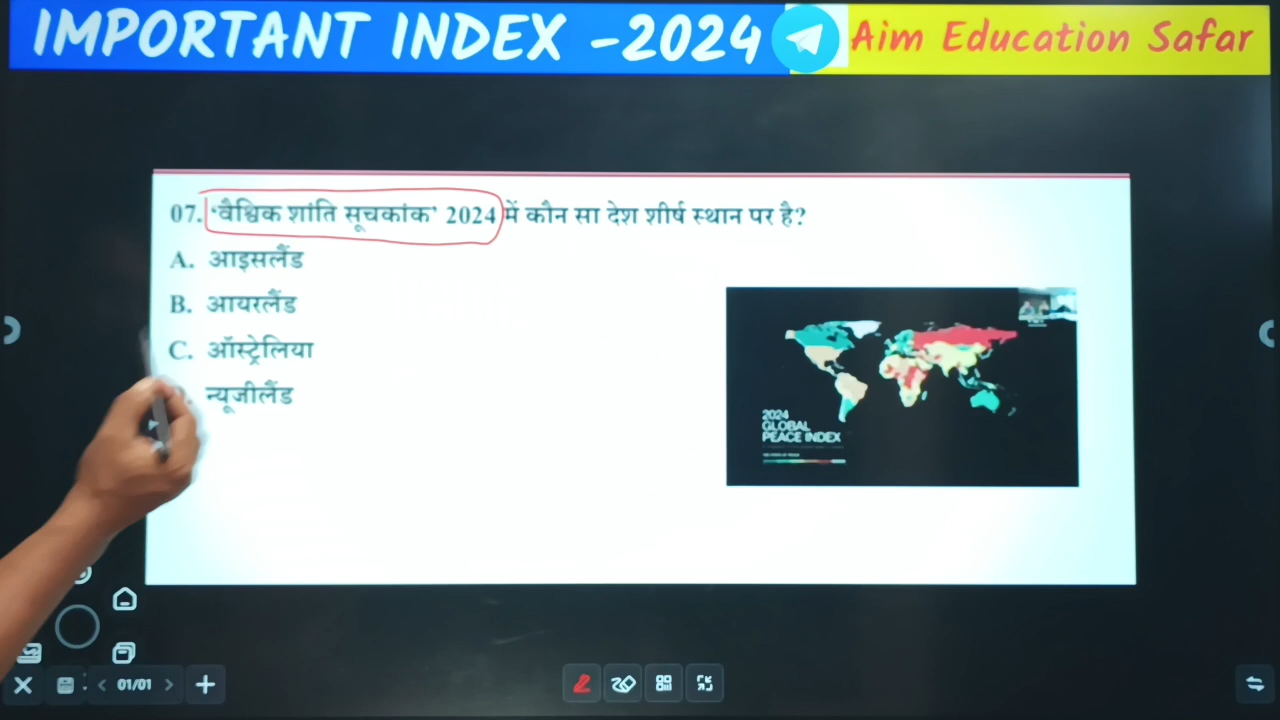 IMPORTANT INDEX -2024 Aim Education Safar
07. 'वैश्विक शांति सूचकांक' 2024 में कौन सा देश शीर्ष स्थान पर है?
A. आइसलैंड
B. आयरलैंड
C. ऑस्ट्रेलिया
न्यूजीलैंड
2024
GLOBAL
PEACE INDEX
01/01